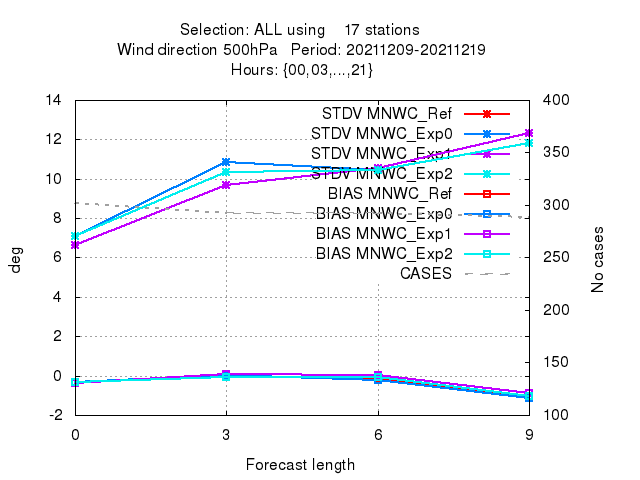 Selection: ALL using    17 stations
Wind direction 500hPa   Period: 20211209-20211219
Hours: {00,03,...,21}
14
12
10
8
6
4
2
0
-2
400
350
300
250
200
150
100
STDV MNWC_Ref
STDV MNWC_Exp0
STDV MNWC_Exp1
STDV MNWC_Exp2
BIAS MNWC_Ref
BIAS MNWC_Exp0
BIAS MNWC_Exp1
BIAS MNWC_Exp2
CASES
deg
No cases
0
3
6
9
Forecast length